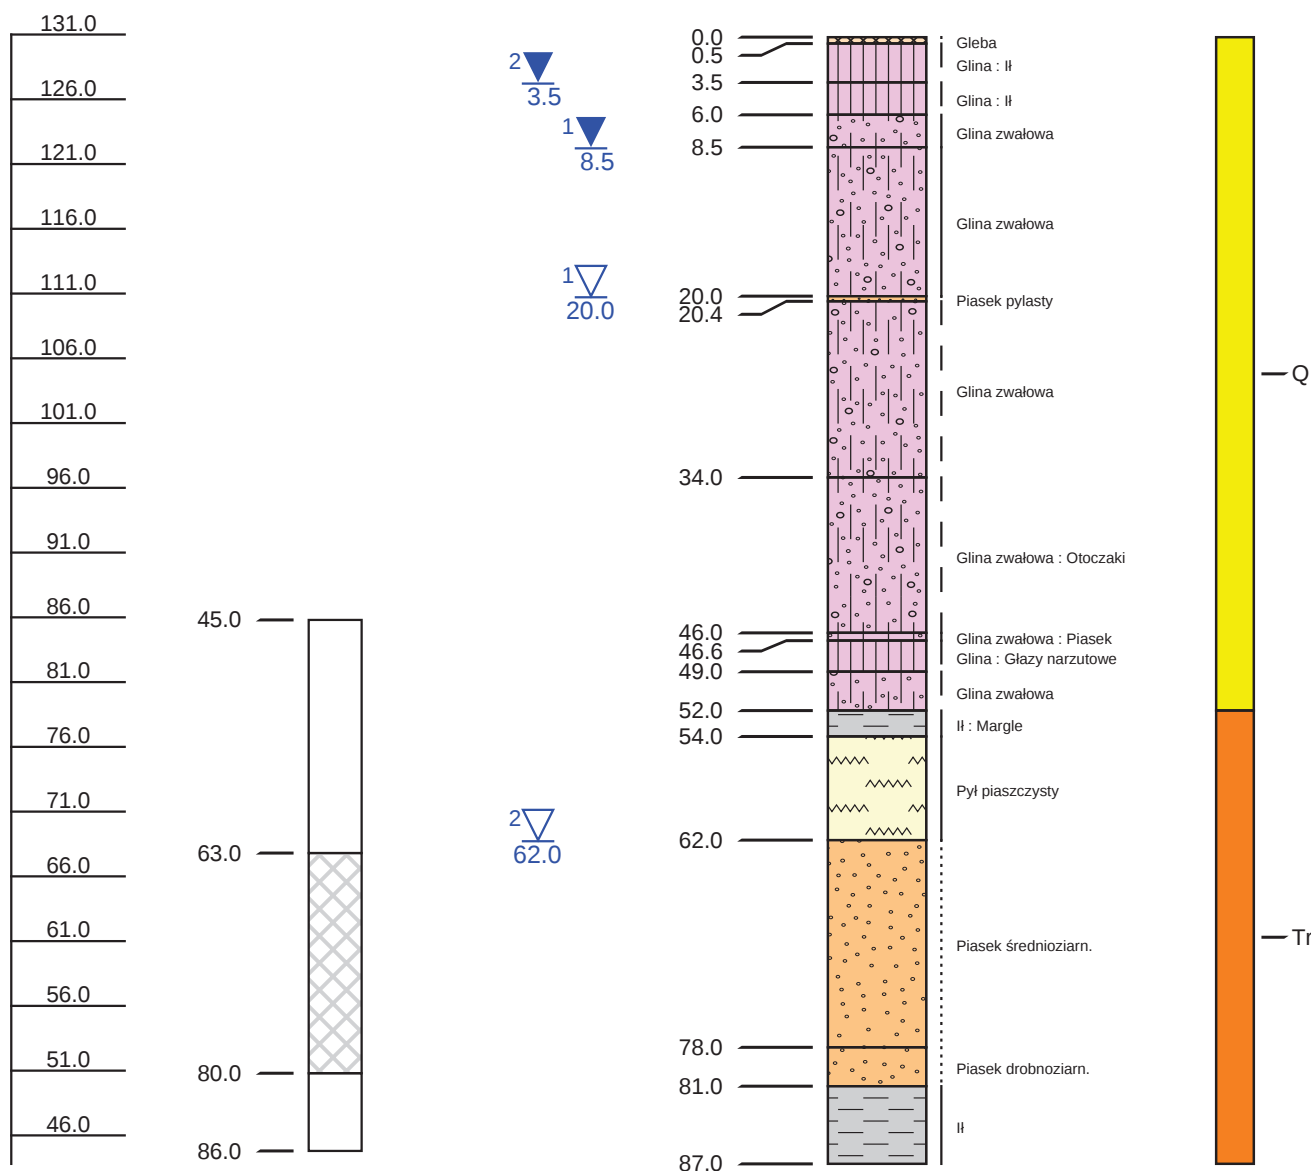 131.0
126.0
121.0
116.0
111.0
106.0
101.0
96.0
91.0
86.0
81.0
76.0
71.0
66.0
61.0
56.0
51.0
46.0
45.0
63.0
80.0
86.0
2
3.5
1
8.5
1
20.0
2
62.0
0.0
0.5
3.5
6.0
8.5
20.0
20.4
34.0
46.0
46.6
49.0
52.0
54.0
62.0
78.0
81.0
87.0
Gleba
Glina : Ił
Glina : Ił
Glina zwałowa
Glina zwałowa
Piasek pylasty
Glina zwałowa
Glina zwałowa : Otoczaki
Glina zwałowa : Piasek
Glina : Głazy narzutowe
Glina zwałowa
Ił : Margle
Pył piaszczysty
Piasek średnioziarn.
Piasek drobnoziarn.
Ił
Q
Tr